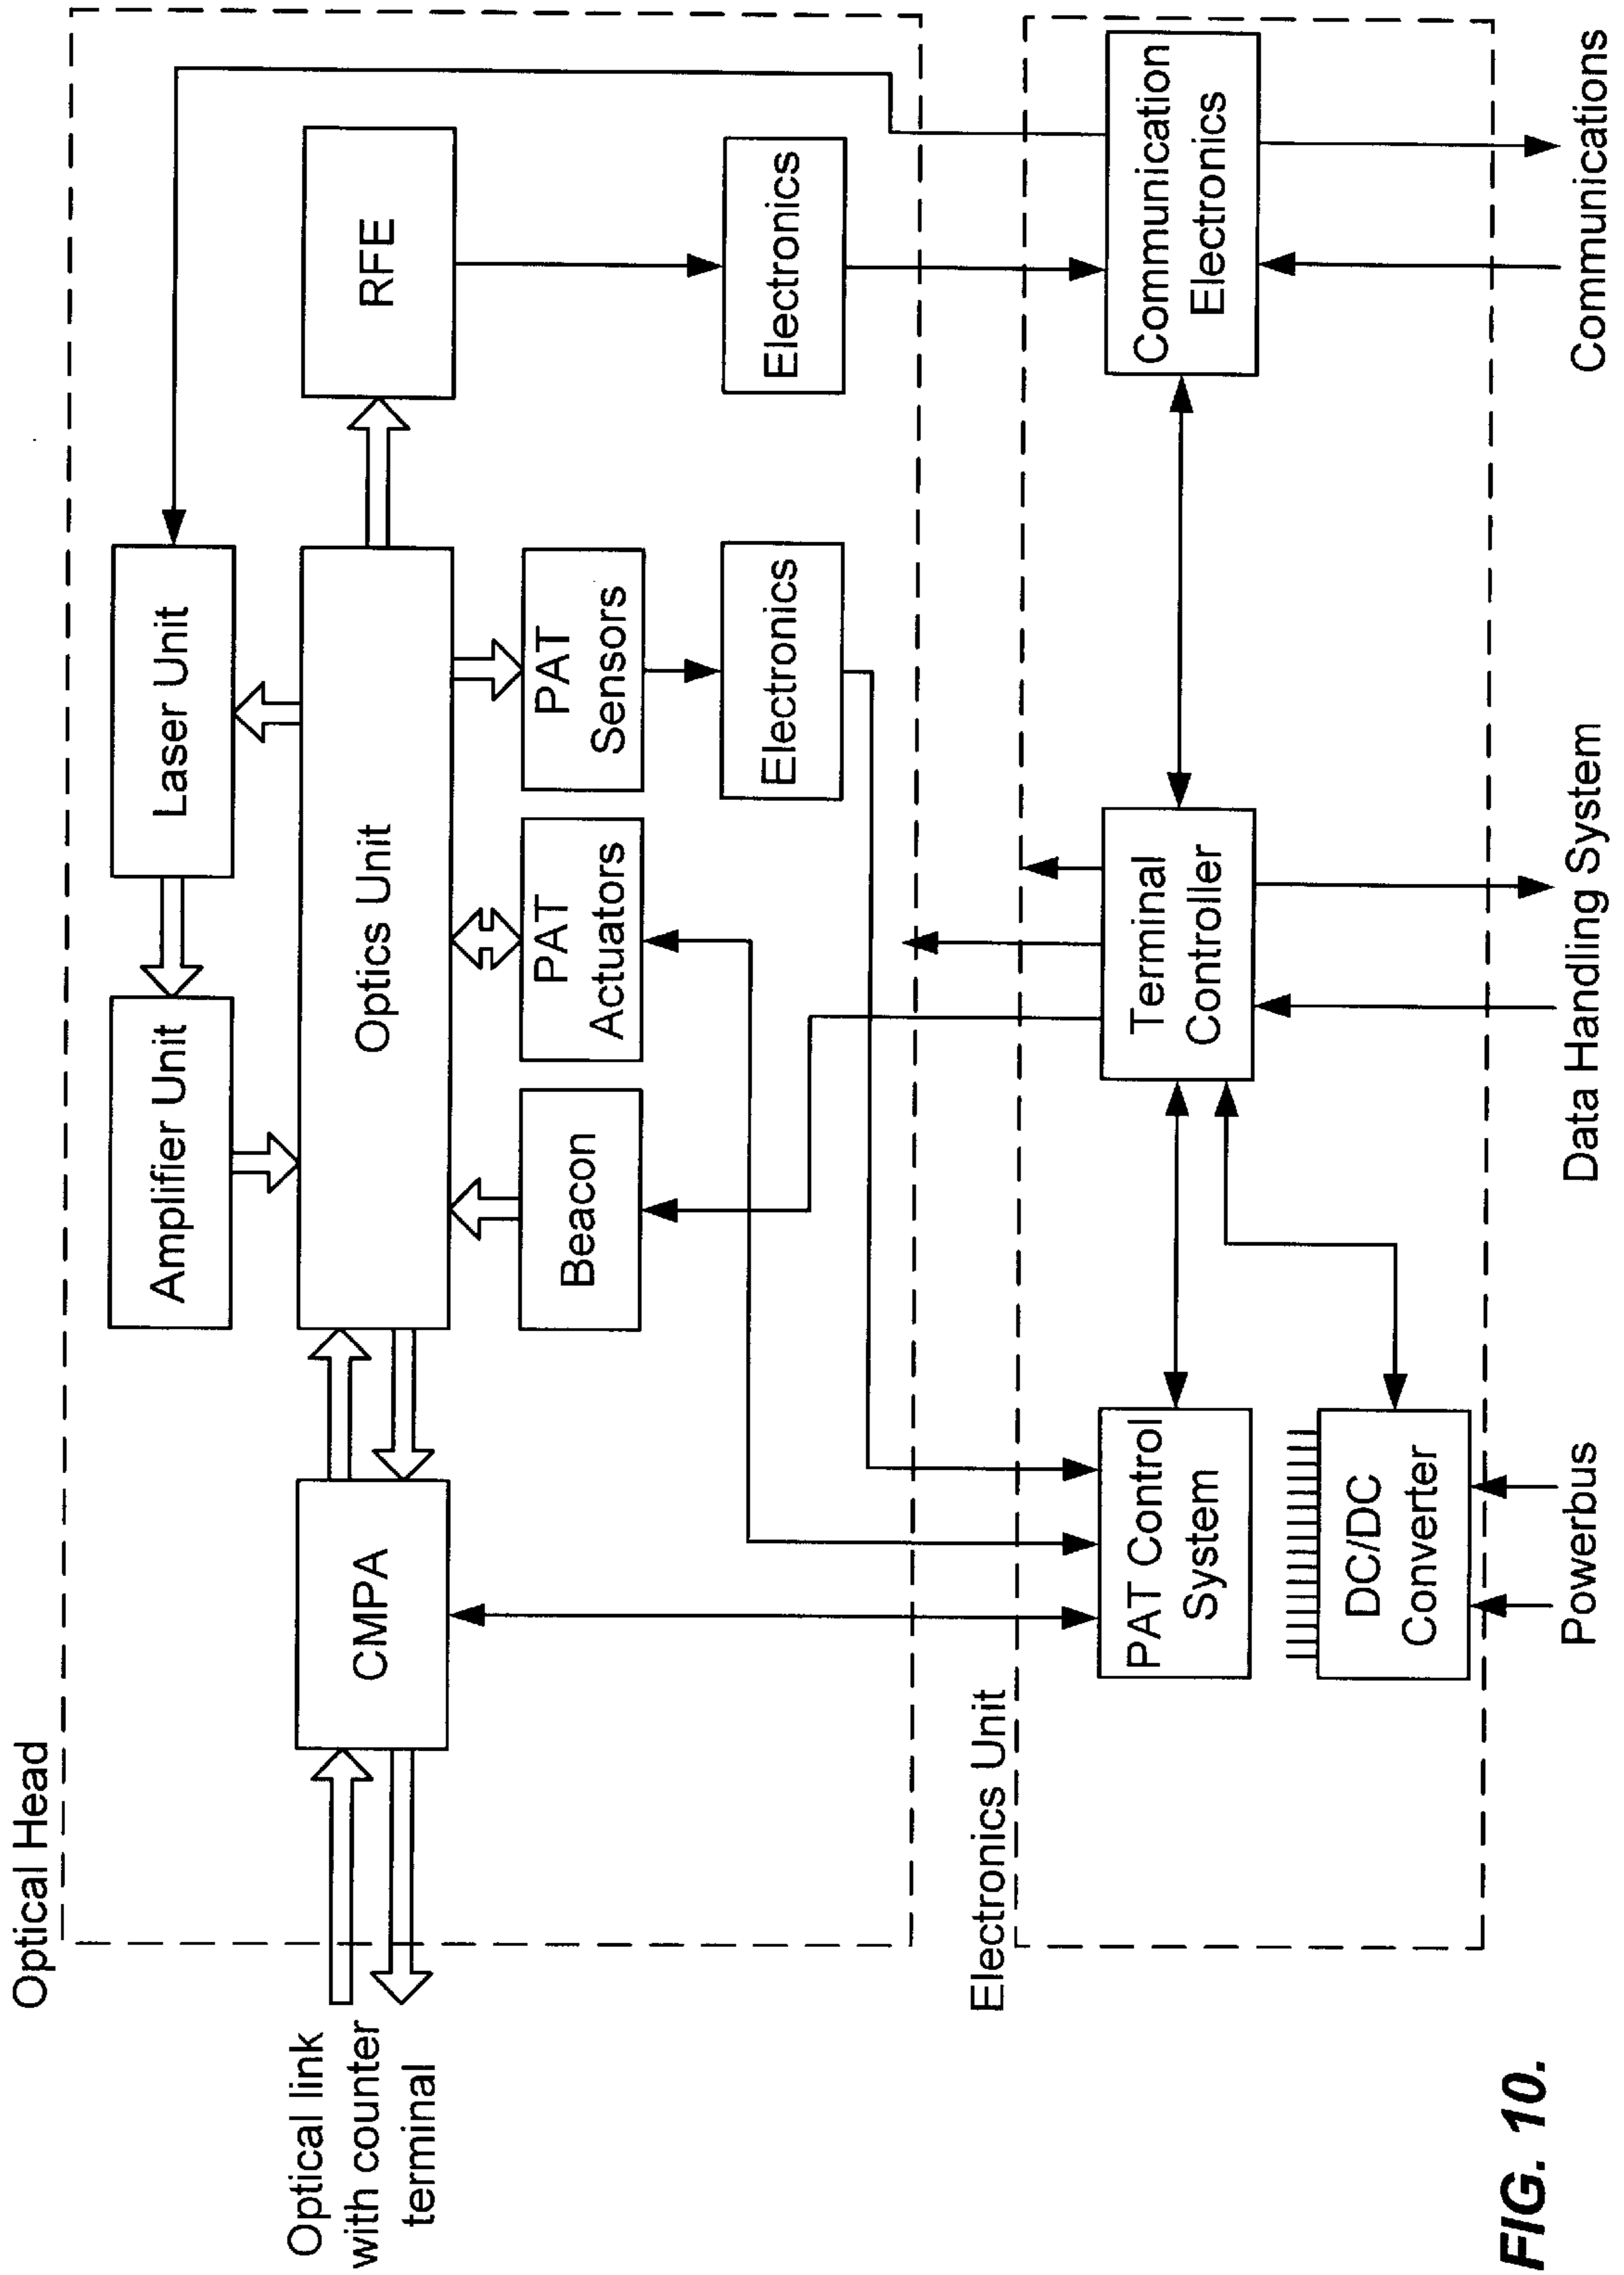 Optical Head
Laser Unit
Amplifier Unit
Optical link
with counter
terminal
CMPA
Optics Unit
RFE
Beacon
PAT
Actuators
PAT
Sensors
Electronics
Electronics
Electronics Unit
PAT Control
System
Terminal
Controller
Communication
Electronics
DC/DC
Converter
Powerbus
Data Handling System
Communications
FIG. 10.